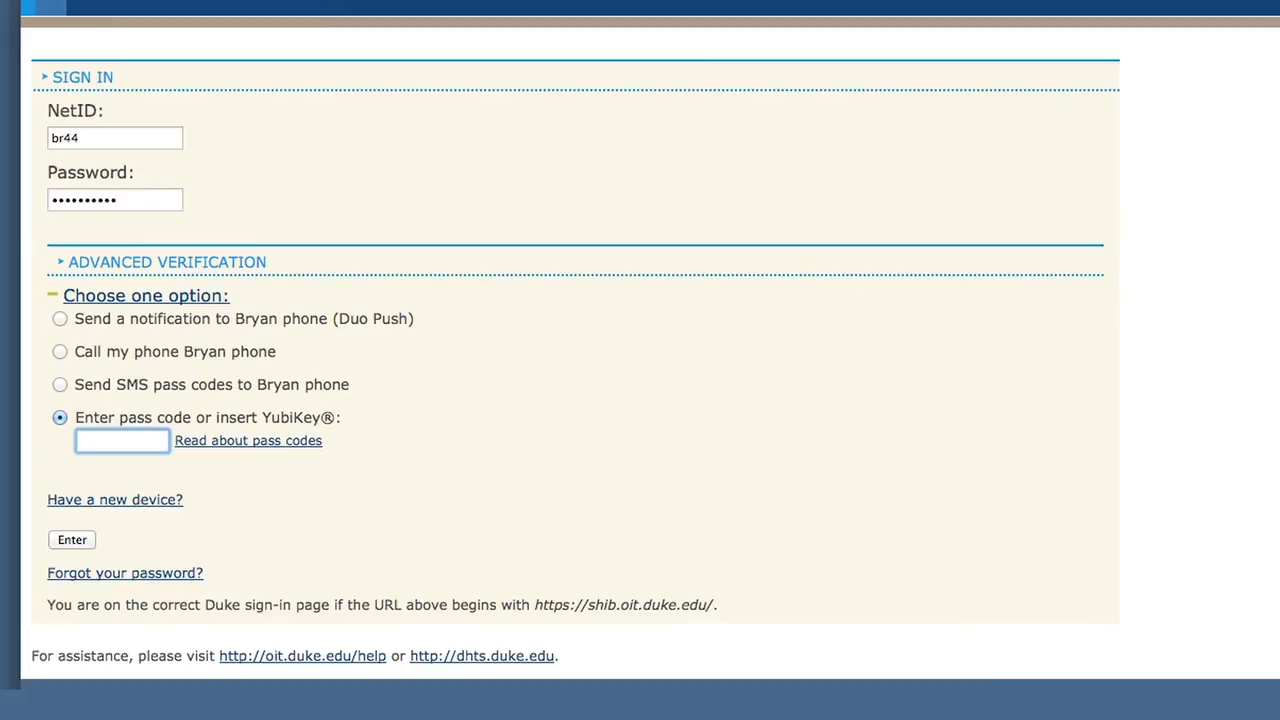 SIGN IN
NetID:
br44
Password:
••••••••••
ADVANCED VERIFICATION
Choose one option:
Send a notification to Bryan phone (Duo Push)
Call my phone Bryan phone
Send SMS pass codes to Bryan phone
Enter pass code or insert YubiKey®:
Read about pass codes
Have a new device?
Enter
Forgot your password?
You are on the correct Duke sign-in page if the URL above begins with https://shib.oit.duke.edu/.
For assistance, please visit http://oit.duke.edu/help or http://dhts.duke.edu.